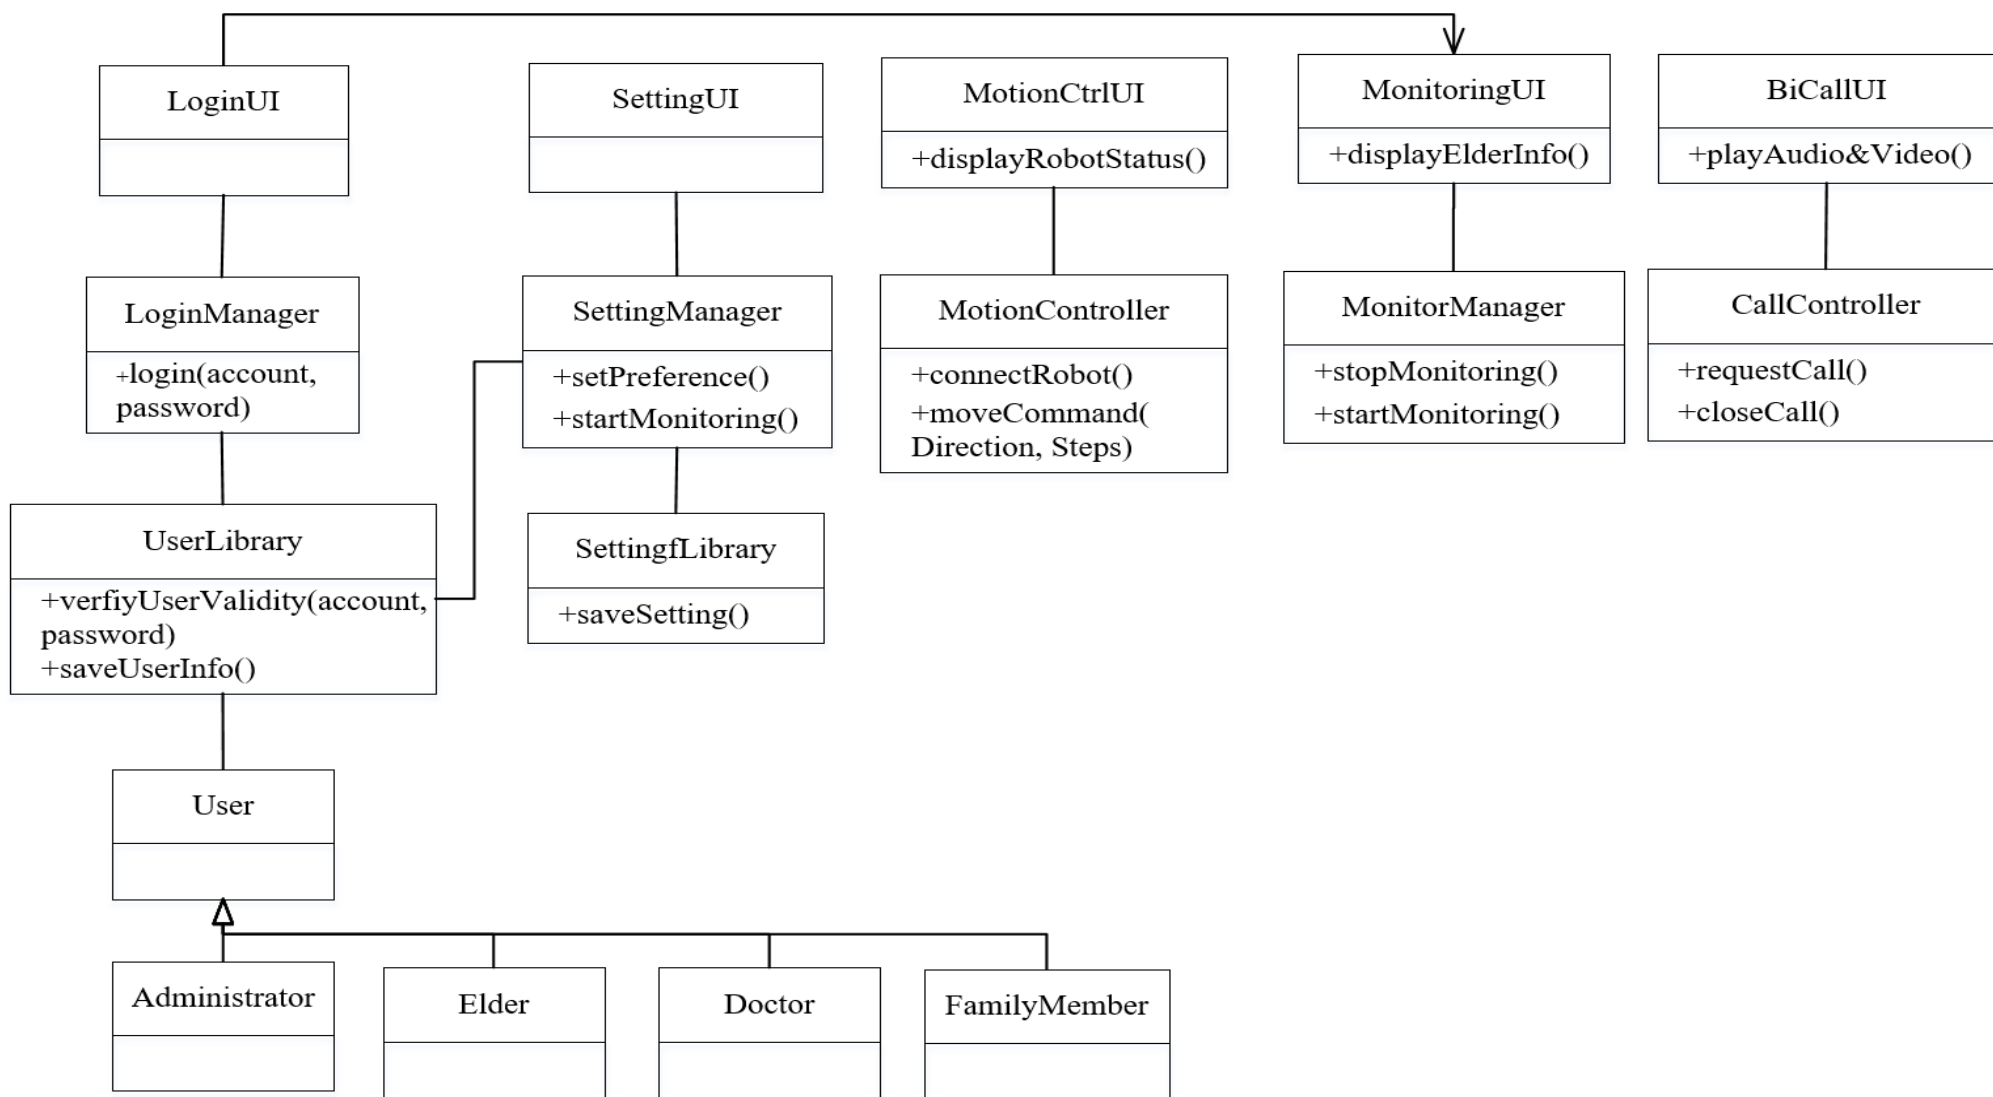 LoginUI
SettingUI
MotionCtrlUI
+displayRobotStatus()
MonitoringUI
+displayElderInfo()
BiCallUI
+playAudio&Video()
LoginManager
+login(account,
password)
SettingManager
+setPreference()
+startMonitoring()
MotionController
+connectRobot()
+moveCommand(
Direction, Steps)
MonitorManager
+stopMonitoring()
+startMonitoring()
CallController
+requestCall()
+closeCall()
UserLibrary
+verfiyUserValidity(account,
password)
+saveUserInfo()
SettingfLibrary
+saveSetting()
User
Administrator
Elder
Doctor
FamilyMember